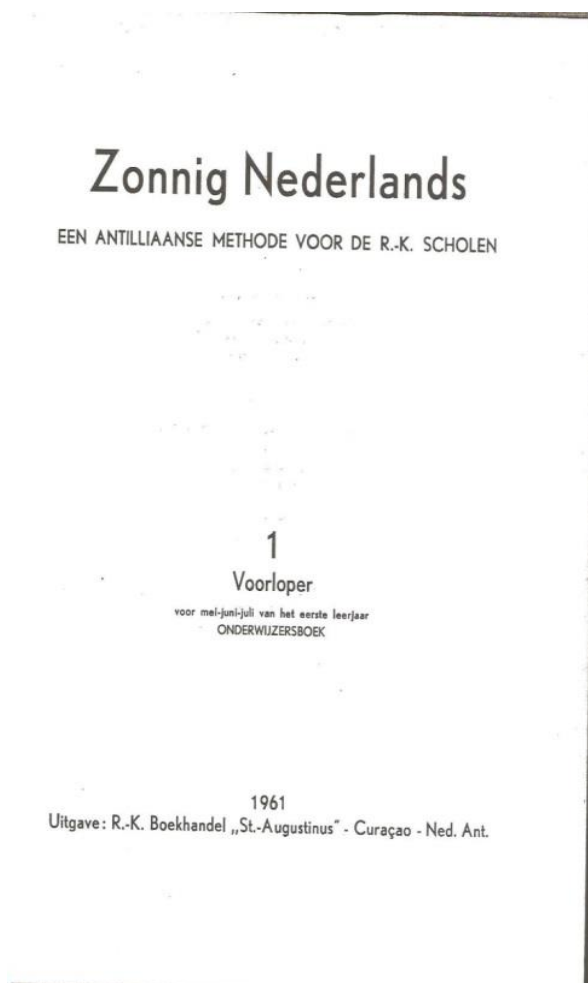 Zonnig Nederlands
EEN ANTILLIAANSE METHODE VOOR DE R.-K. SCHOLEN
1
Voorloper
voor mei-juni-juli van het eerste leerjaar
ONDERWIJZERSBOEK
1961
Uitgave: R.-K. Boekhandel „St.-Augustinus” - Curaçao - Ned. Ant.